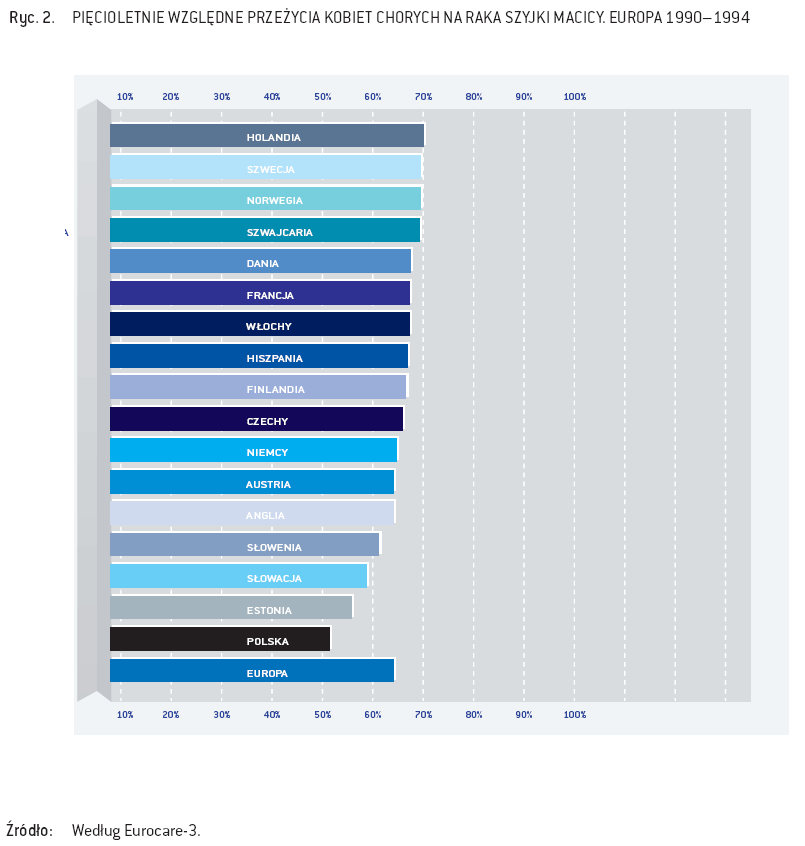 Ryc. 2. PIĘCIOLETNIE WZGLĘDNE PRZEŻYCIA KOBIET CHORYCH NA RAKA SZYJKI MACICY. EUROPA 1990–1994
10% 20% 30% 40% 50% 60% 70% 80% 90% 100%
HOLANDIA
SZWECJA
NORWEGIA
SZWAJCARIA
DANIA
FRANCJA
WŁOCHY
HISZPANIA
FINLANDIA
CZECHY
NIEMCY
AUSTRIA
ANGLIA
SŁOWENIA
SŁOWACJA
ESTONIA
POLSKA
EUROPA
10% 20% 30% 40% 50% 60% 70% 80% 90% 100%
Źródło: Według Eurocare-3.